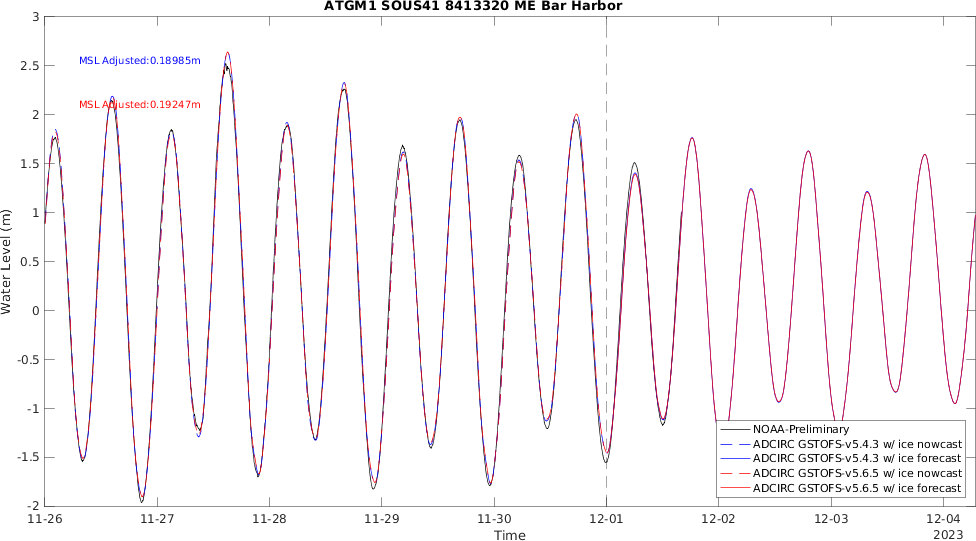 ATGM1 SOUS41 8413320 ME Bar Harbor
3
2.5
2
1.5
1
0.5
0
-0.5
-1
-1.5
-2
Water Level (m)
MSL Adjusted:0.18985m
MSL Adjusted:0.19247m
NOAA-Preliminary
ADCIRC GSTOFS-v5.4.3 w/ ice nowcast
ADCIRC GSTOFS-v5.4.3 w/ ice forecast
ADCIRC GSTOFS-v5.6.5 w/ ice nowcast
ADCIRC GSTOFS-v5.6.5 w/ ice forecast
11-26 11-27 11-28 11-29 11-30 12-01 12-02 12-03 12-04
Time
2023